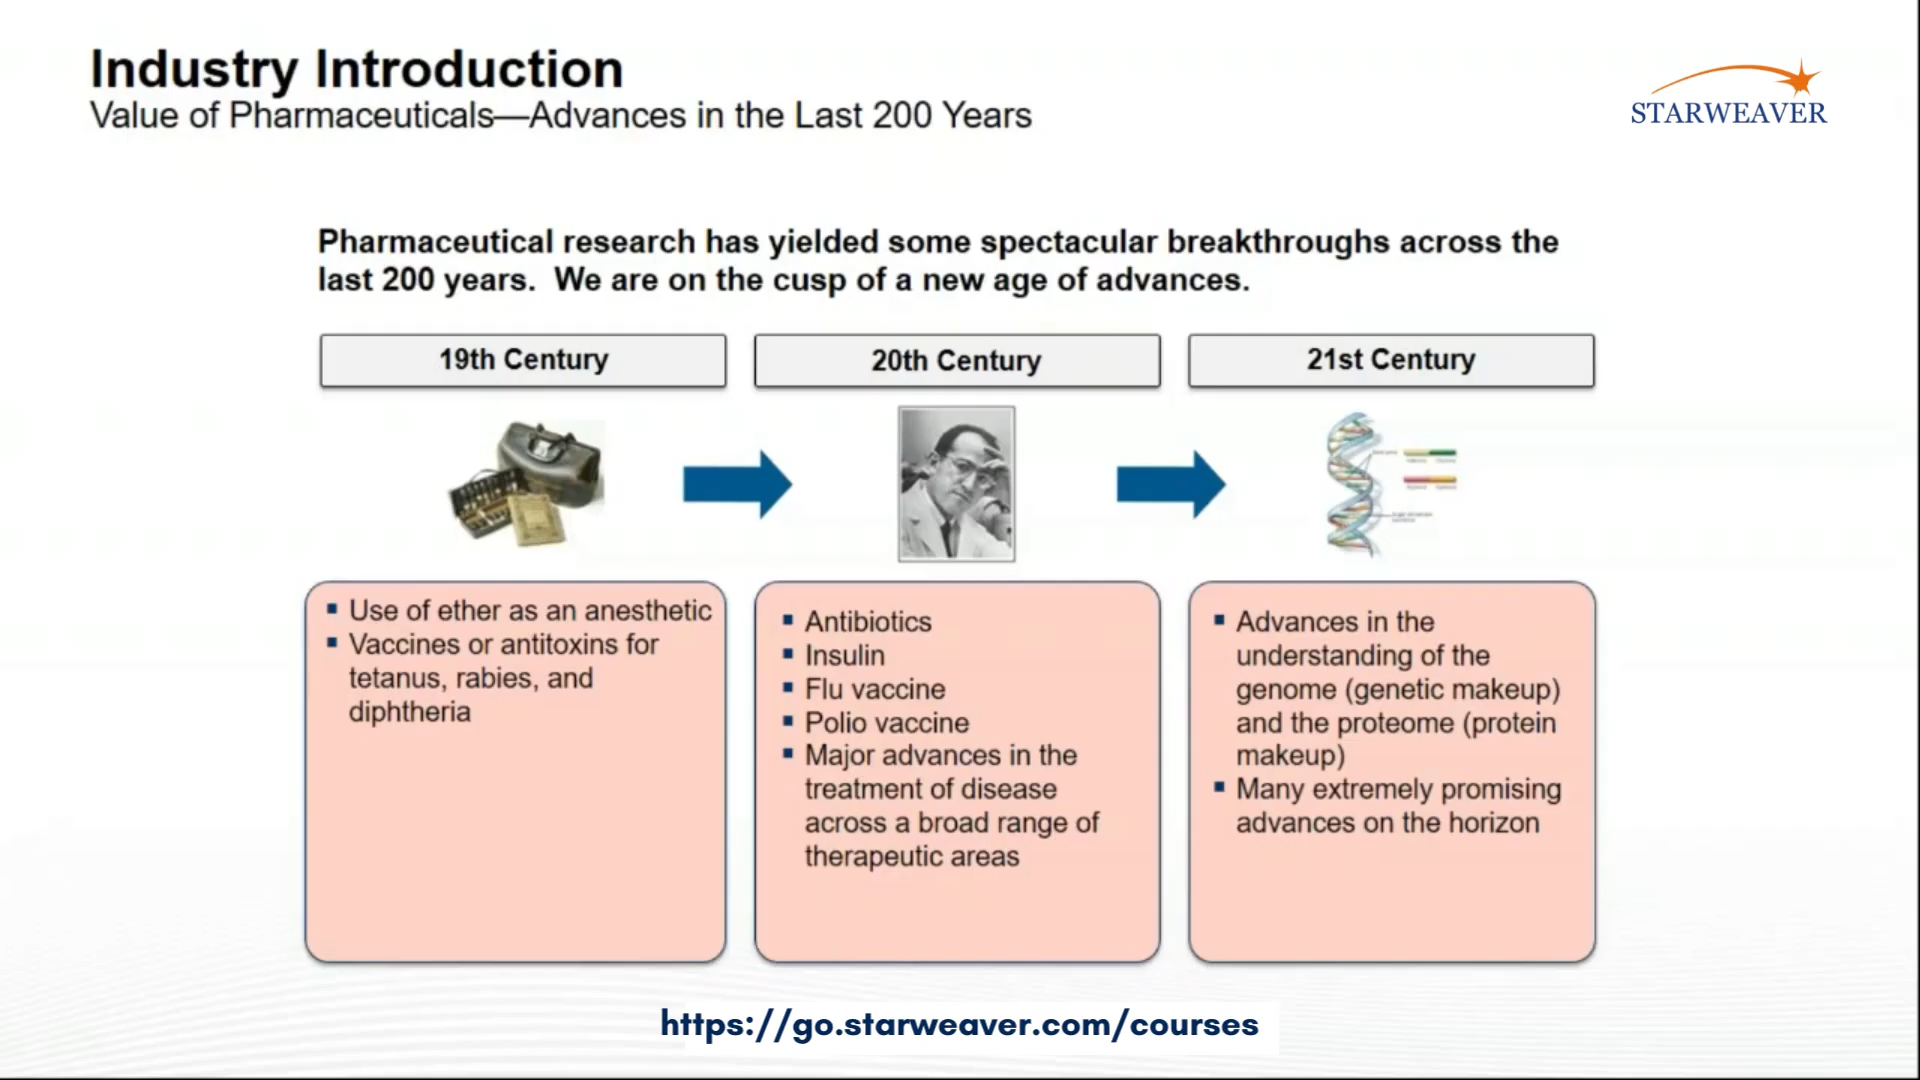 Industry Introduction
Value of Pharmaceuticals—Advances in the Last 200 Years
STARWEAVER
Pharmaceutical research has yielded some spectacular breakthroughs across the
last 200 years.  We are on the cusp of a new age of advances.
19th Century
20th Century
21st Century
▪ Use of ether as an anesthetic
▪ Vaccines or antitoxins for
tetanus, rabies, and
diphtheria
▪ Antibiotics
▪ Insulin
▪ Flu vaccine
▪ Polio vaccine
▪ Major advances in the
treatment of disease
across a broad range of
therapeutic areas
▪ Advances in the
understanding of the
genome (genetic makeup)
and the proteome (protein
makeup)
▪ Many extremely promising
advances on the horizon
https://go.starweaver.com/courses